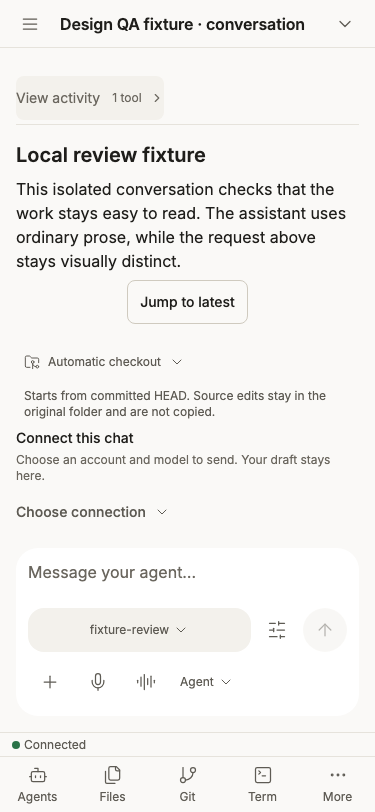 Design QA fixture · conversation
View activity 1 tool
Local review fixture
This isolated conversation checks that the
work stays easy to read. The assistant uses
ordinary prose, while the request above
stays visually distinct.
Jump to latest
Automatic checkout
Starts from committed HEAD. Source edits stay in the
original folder and are not copied.
Connect this chat
Choose an account and model to send. Your draft stays
here.
Choose connection
Message your agent...
fixture-review
Agent
Connected
Agents Files Git Term More